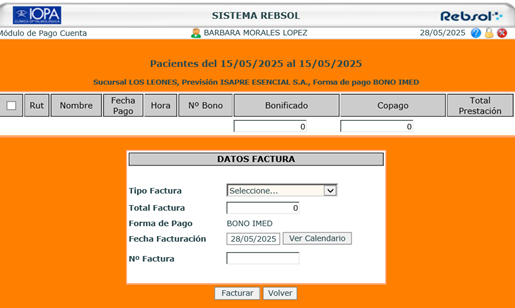 IOPA
CLINICA OFTALMOLOGICA
SISTEMA REBSOL
Rebsol
Módulo de Pago Cuenta
BARBARA MORALES LOPEZ
28/05/2025
Pacientes del 15/05/2025 al 15/05/2025
Sucursal LOS LEONES, Previsión ISAPRE ESENCIAL S.A., Forma de pago BONO IMED
Rut Nombre Fecha Pago Hora Nº Bono Bonificado Copago Total Prestación
0 0
DATOS FACTURA
Tipo Factura Seleccione...
Total Factura 0
Forma de Pago BONO IMED
Fecha Facturación 28/05/2025 Ver Calendario
Nº Factura
Facturar Volver